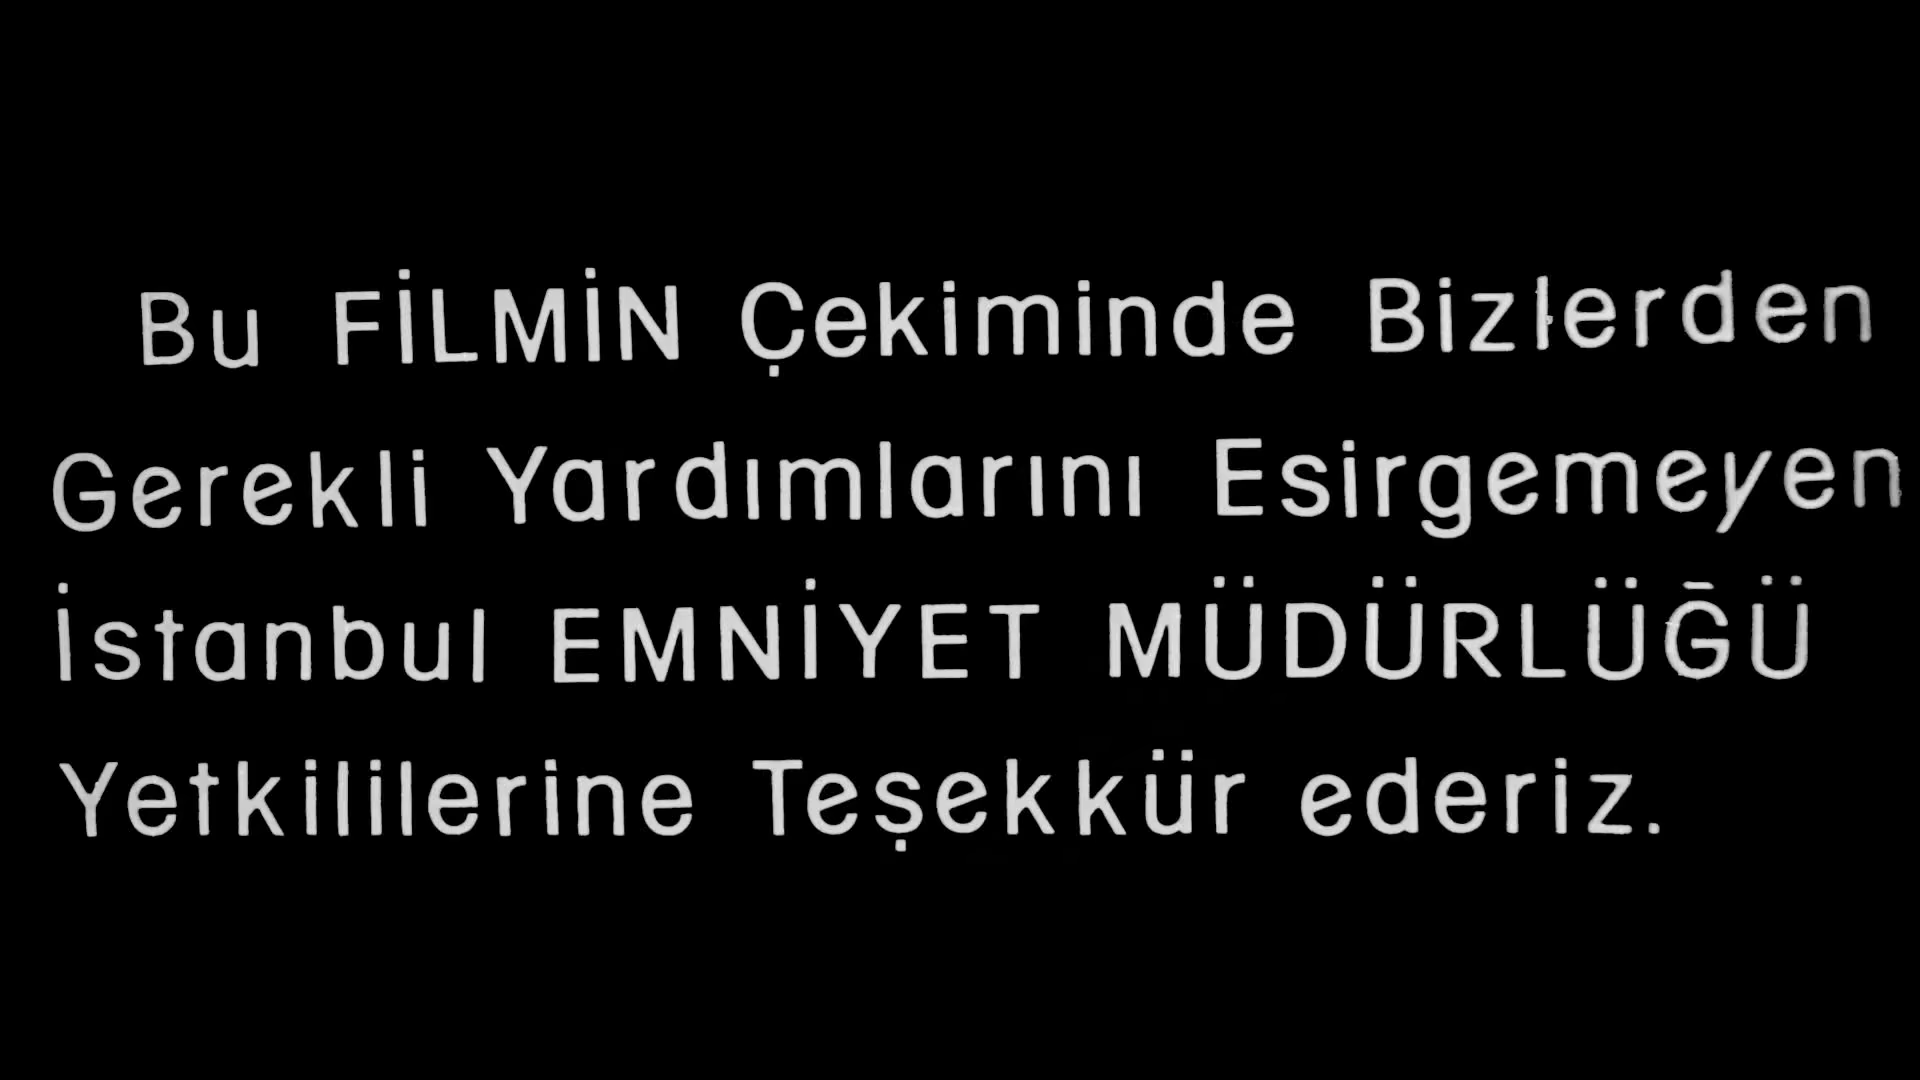 Bu FİLMİN Çekiminde Bizlerden
Gerekli Yardımlarını Esirgemeyen
İstanbul EMNİYET MÜDÜRLÜĞÜ
Yetkililerine Teşekkür ederiz.